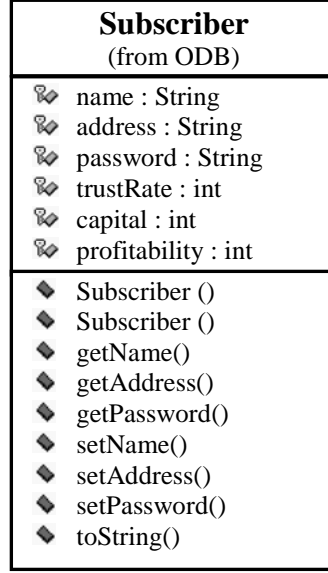 Subscriber
(from ODB)
name : String
address : String
password : String
trustRate : int
capital : int
profitability : int
Subscriber ()
Subscriber ()
getName()
getAddress()
getPassword()
setName()
setAddress()
setPassword()
toString()